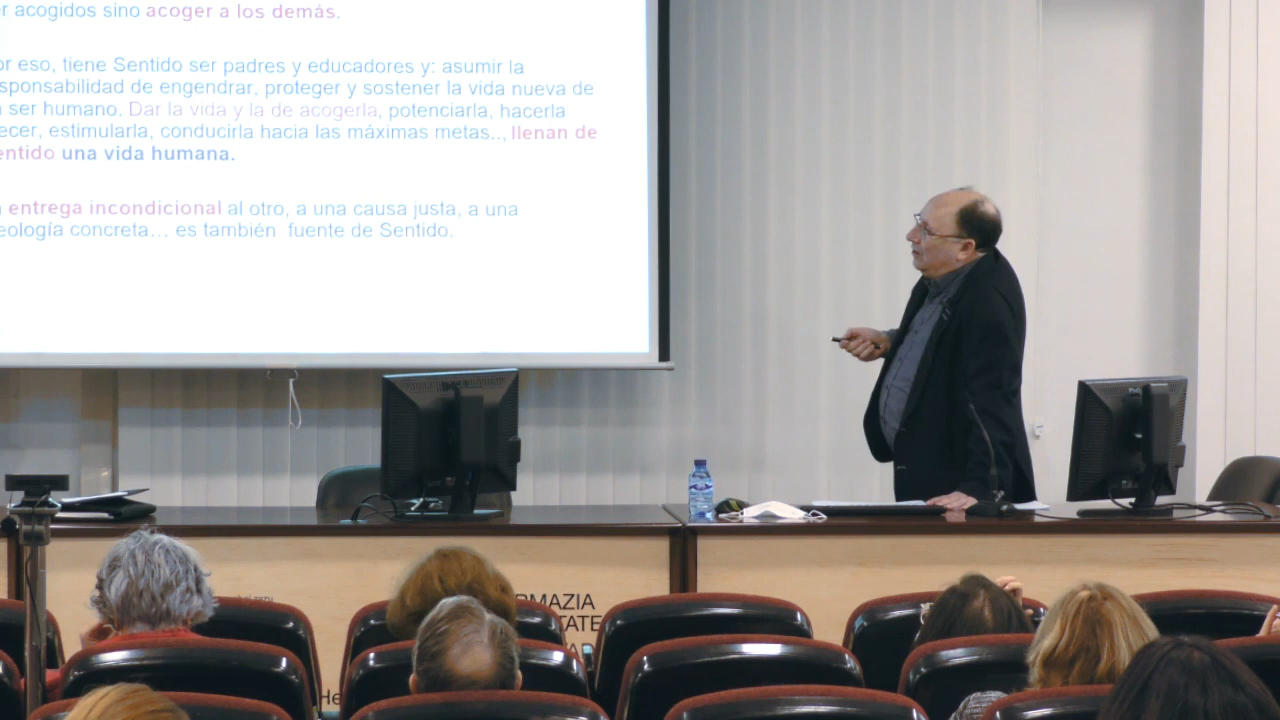 r acogidos sino acoger a los demás.
or eso, tiene Sentido ser padres y educadores y: asumir la
sponsabilidad de engendrar, proteger y sostener la vida nueva de
ser humano. Dar la vida y la de acogerla, potenciarla, hacerla
ecer, estimularla, conducirla hacia las máximas metas.., llenan de
entido una vida humana.
entrega incondicional al otro, a una causa justa, a una
eología concreta... es también fuente de Sentido.
RMAZIA
TATE
A
He